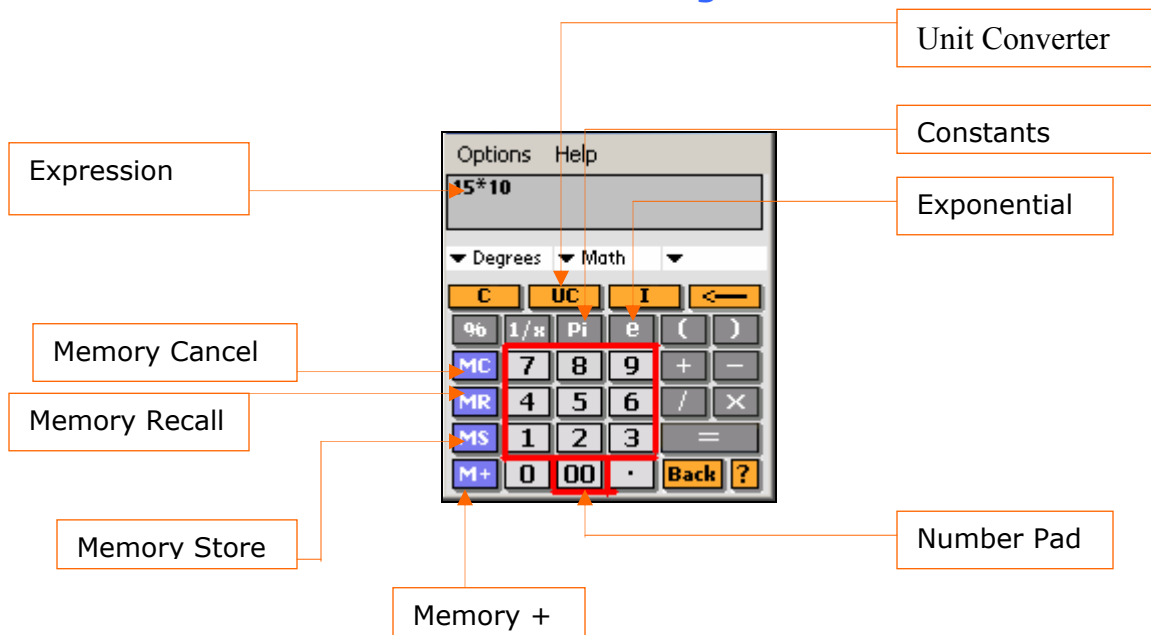 Unit Converter
Constants
Expression
Exponential
Options Help
15*10
Degrees Math
C UC I <—
% 1/x Pi e ( )
Memory Cancel
MC 7 8 9 + −
Memory Recall
MR 4 5 6 / ×
MS 1 2 3 =
M+ 0 00 . Back ?
Memory Store
Number Pad
Memory +